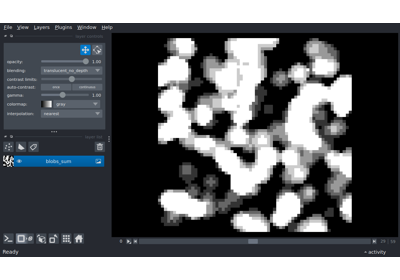 File View Layers Plugins Window Help
opacity: 1.00
blending: translucent_no_depth
contrast limits:
auto-contrast: once continuous
gamma: 1.00
colormap: gray
interpolation: nearest
blobs_sum
Ready
activity